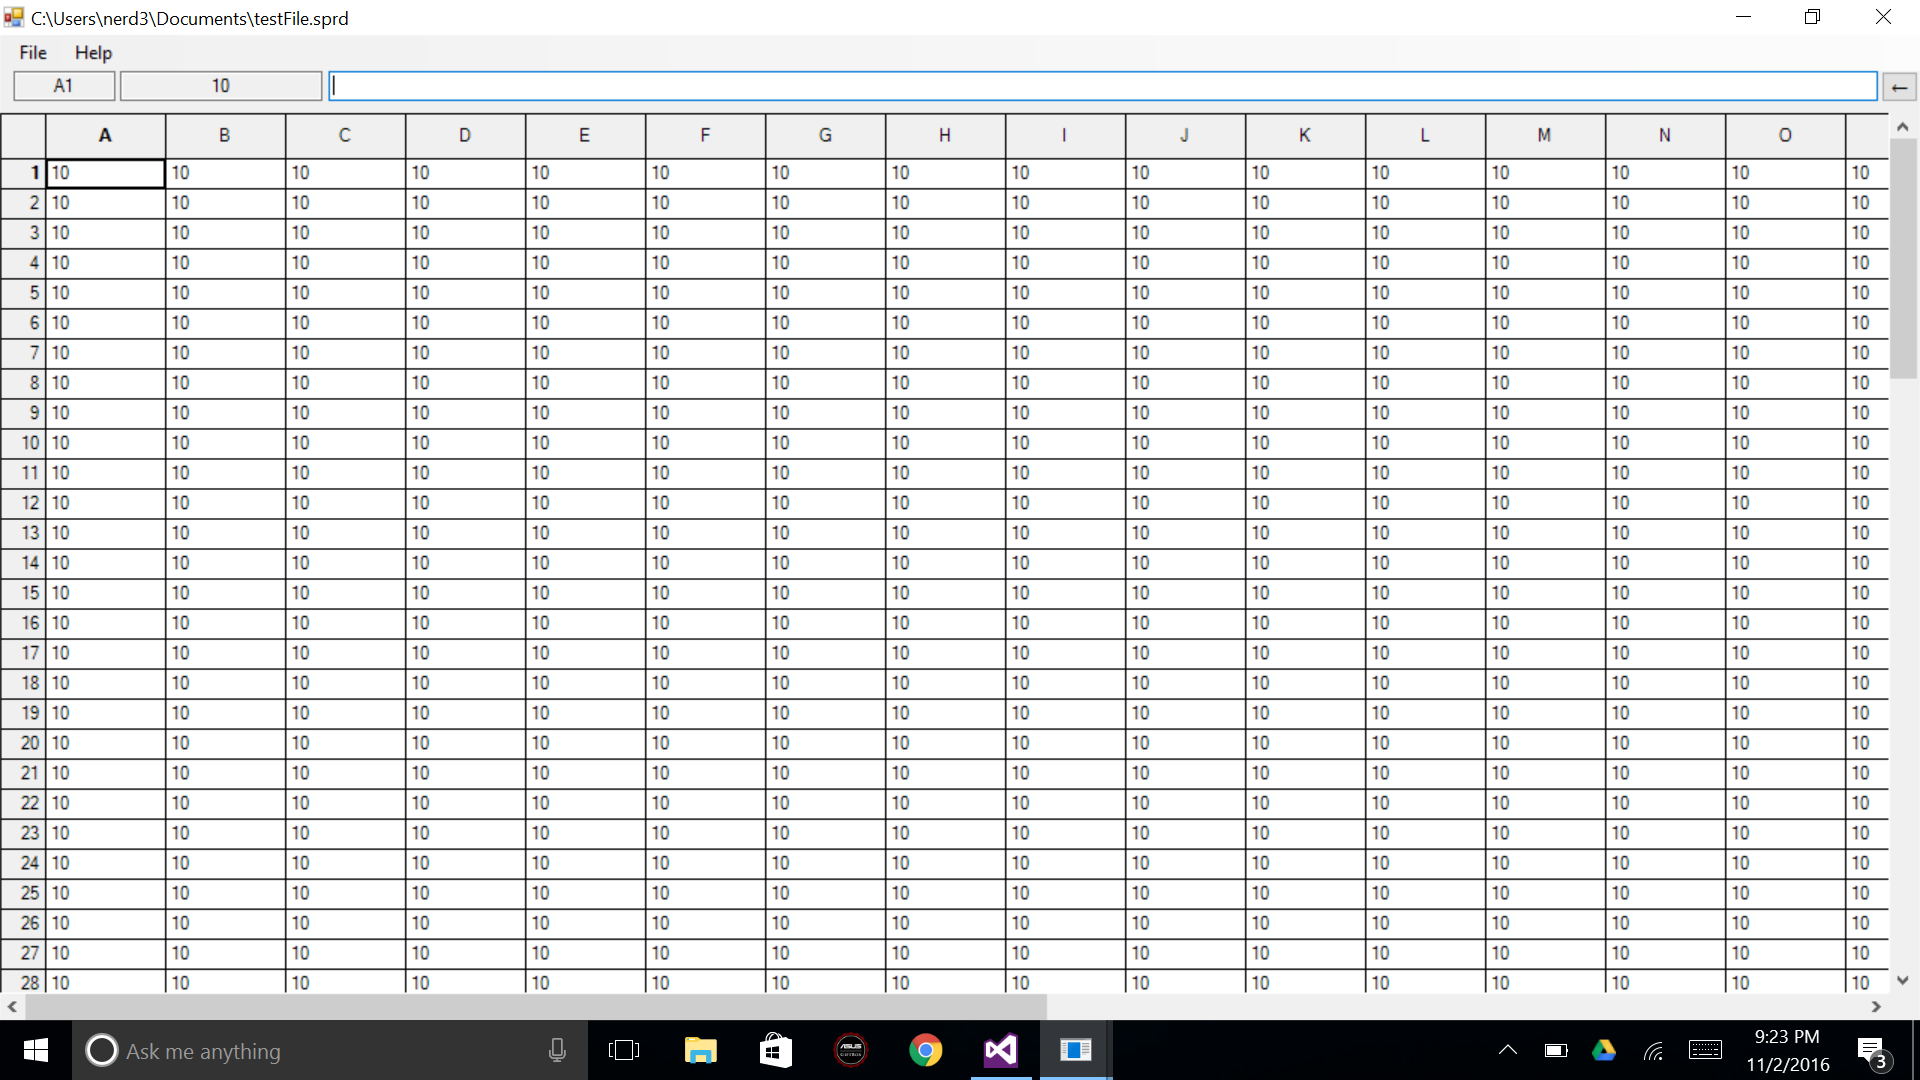 C:\Users\nerd3\Documents\testFile.sprd
File Help
A1 10
A B C D E F G H I J K L M N O
1 10 10 10 10 10 10 10 10 10 10 10 10 10 10 10 10
2 10 10 10 10 10 10 10 10 10 10 10 10 10 10 10 10
3 10 10 10 10 10 10 10 10 10 10 10 10 10 10 10 10
4 10 10 10 10 10 10 10 10 10 10 10 10 10 10 10 10
5 10 10 10 10 10 10 10 10 10 10 10 10 10 10 10 10
6 10 10 10 10 10 10 10 10 10 10 10 10 10 10 10 10
7 10 10 10 10 10 10 10 10 10 10 10 10 10 10 10 10
8 10 10 10 10 10 10 10 10 10 10 10 10 10 10 10 10
9 10 10 10 10 10 10 10 10 10 10 10 10 10 10 10 10
10 10 10 10 10 10 10 10 10 10 10 10 10 10 10 10 10
11 10 10 10 10 10 10 10 10 10 10 10 10 10 10 10 10
12 10 10 10 10 10 10 10 10 10 10 10 10 10 10 10 10
13 10 10 10 10 10 10 10 10 10 10 10 10 10 10 10 10
14 10 10 10 10 10 10 10 10 10 10 10 10 10 10 10 10
15 10 10 10 10 10 10 10 10 10 10 10 10 10 10 10 10
16 10 10 10 10 10 10 10 10 10 10 10 10 10 10 10 10
17 10 10 10 10 10 10 10 10 10 10 10 10 10 10 10 10
18 10 10 10 10 10 10 10 10 10 10 10 10 10 10 10 10
19 10 10 10 10 10 10 10 10 10 10 10 10 10 10 10 10
20 10 10 10 10 10 10 10 10 10 10 10 10 10 10 10 10
21 10 10 10 10 10 10 10 10 10 10 10 10 10 10 10 10
22 10 10 10 10 10 10 10 10 10 10 10 10 10 10 10 10
23 10 10 10 10 10 10 10 10 10 10 10 10 10 10 10 10
24 10 10 10 10 10 10 10 10 10 10 10 10 10 10 10 10
25 10 10 10 10 10 10 10 10 10 10 10 10 10 10 10 10
26 10 10 10 10 10 10 10 10 10 10 10 10 10 10 10 10
27 10 10 10 10 10 10 10 10 10 10 10 10 10 10 10 10
28 10 10 10 10 10 10 10 10 10 10 10 10 10 10 10 10
Ask me anything
ASUS
9:23 PM
11/2/2016
3